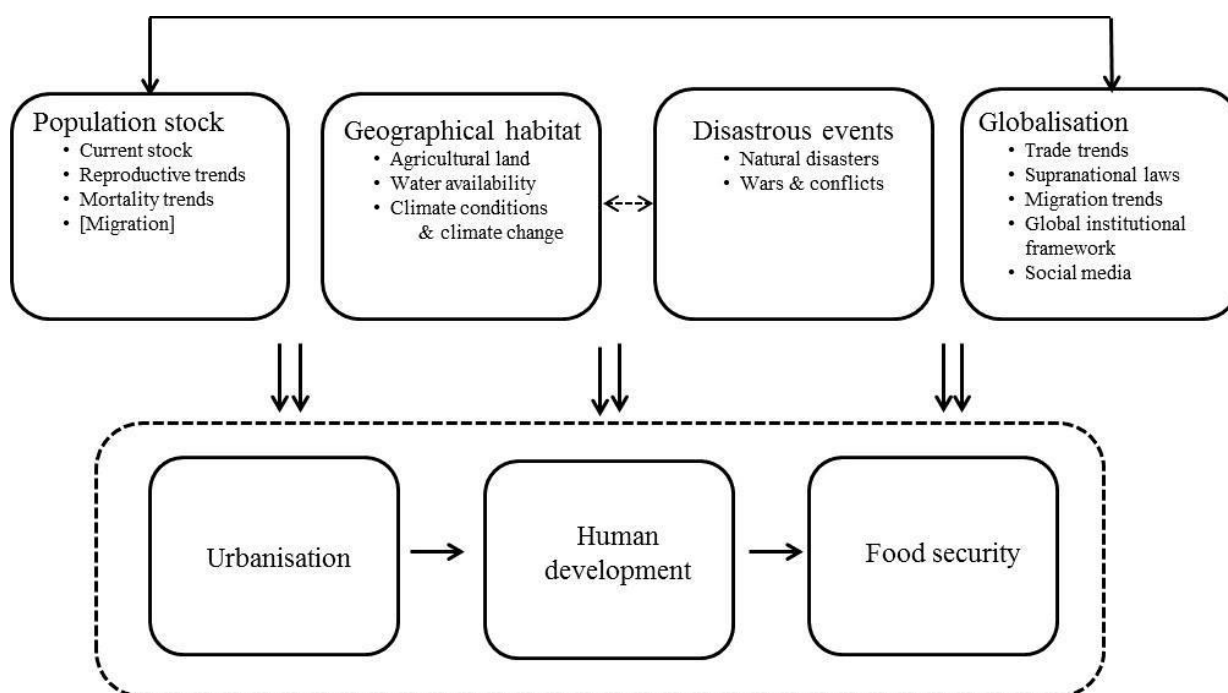 Population stock
• Current stock
• Reproductive trends
• Mortality trends
• [Migration]
Geographical habitat
• Agricultural land
• Water availability
• Climate conditions
& climate change
Disastrous events
• Natural disasters
• Wars & conflicts
Globalisation
• Trade trends
• Supranational laws
• Migration trends
• Global institutional
framework
• Social media
Urbanisation
Human
development
Food security